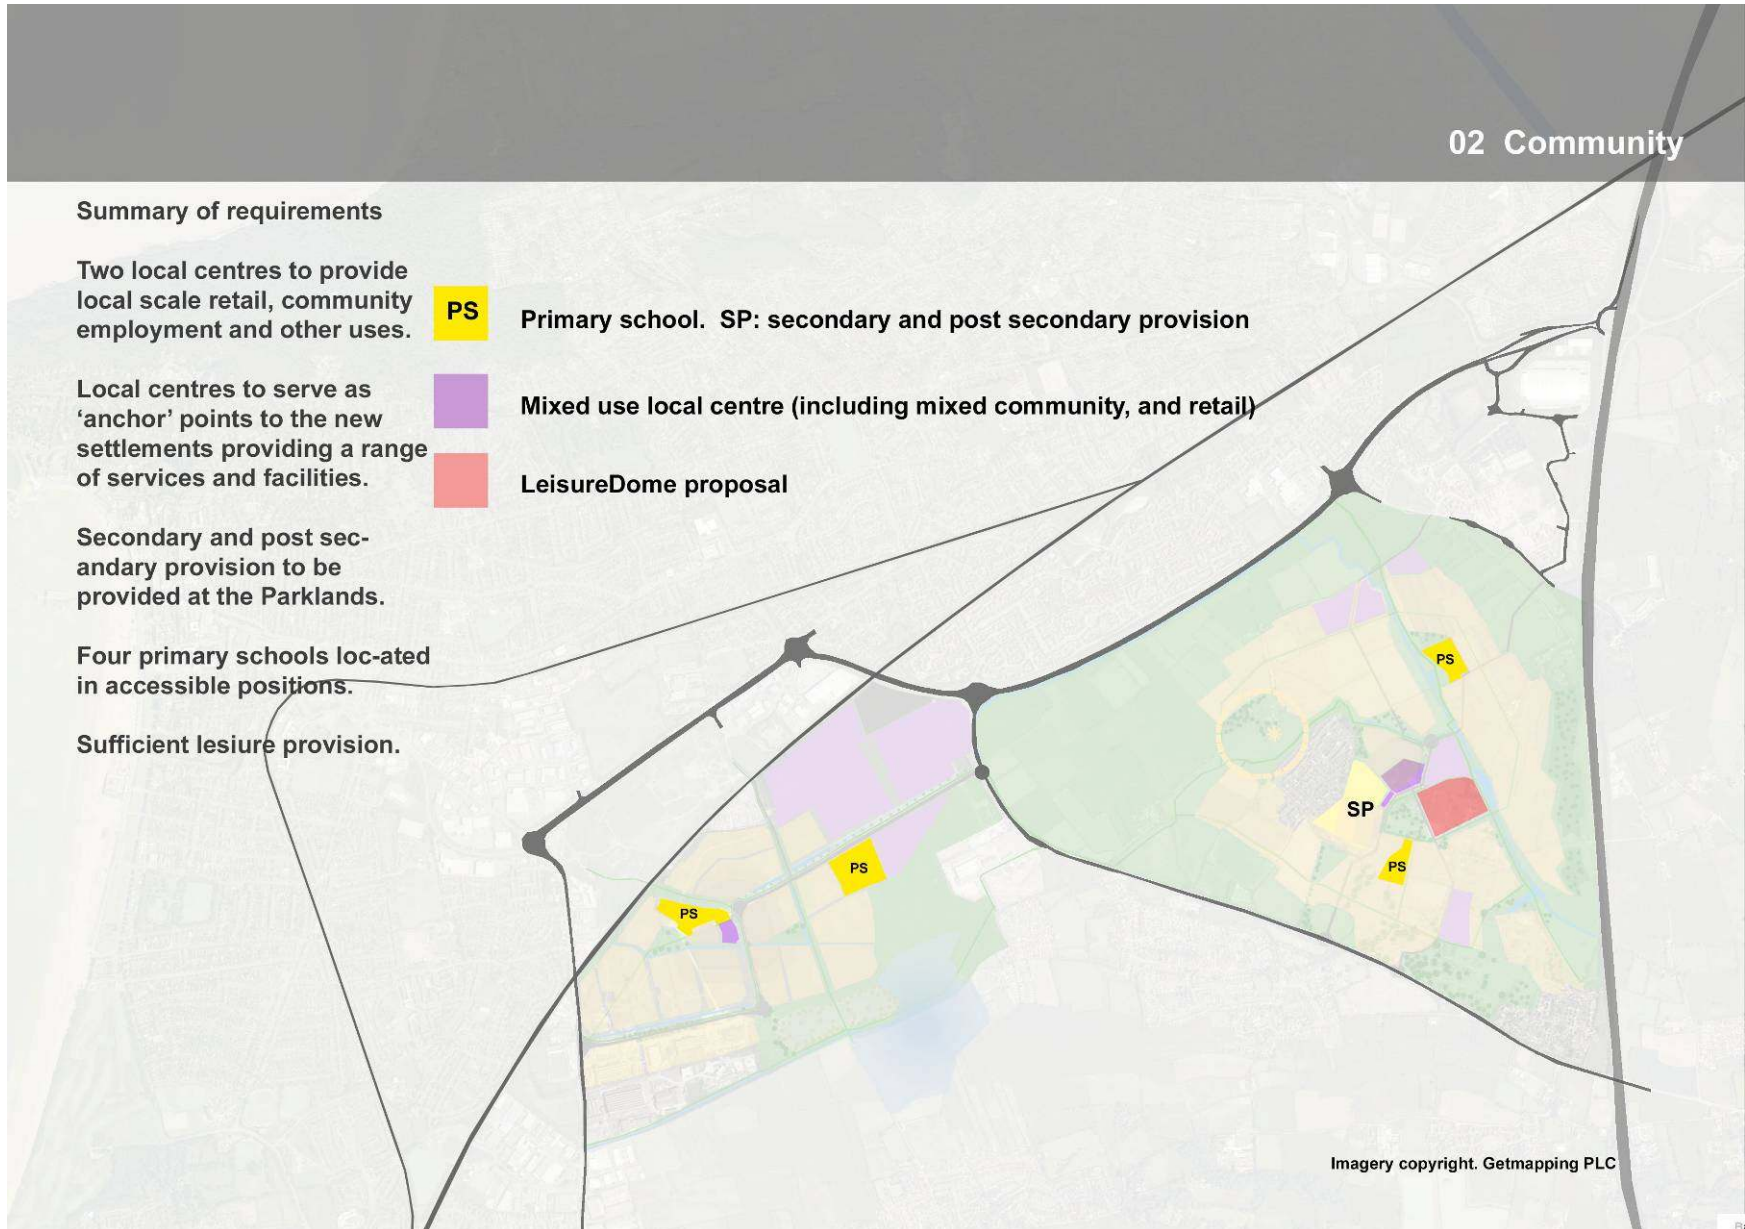 02 Community
Summary of requirements
Two local centres to provide
local scale retail, community
employment and other uses.
Local centres to serve as
‘anchor’ points to the new
settlements providing a range
of services and facilities.
Secondary and post sec-
andary provision to be
provided at the Parklands.
Four primary schools loc-ated
in accessible positions.
Sufficient lesiure provision.
PS
Primary school.  SP: secondary and post secondary provision
Mixed use local centre (including mixed community, and retail)
LeisureDome proposal
PS
SP
PS
PS
PS
Imagery copyright. Getmapping PLC